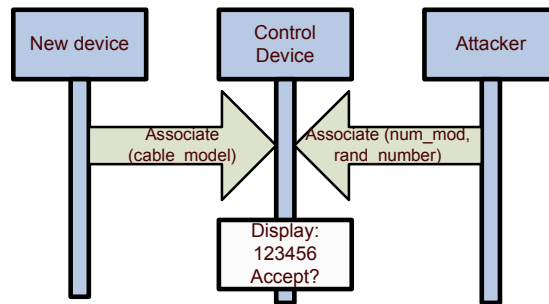 New device
Control
Device
Attacker
Associate
(cable_model)
Associate (num_mod,
rand_number)
Display:
123456
Accept?